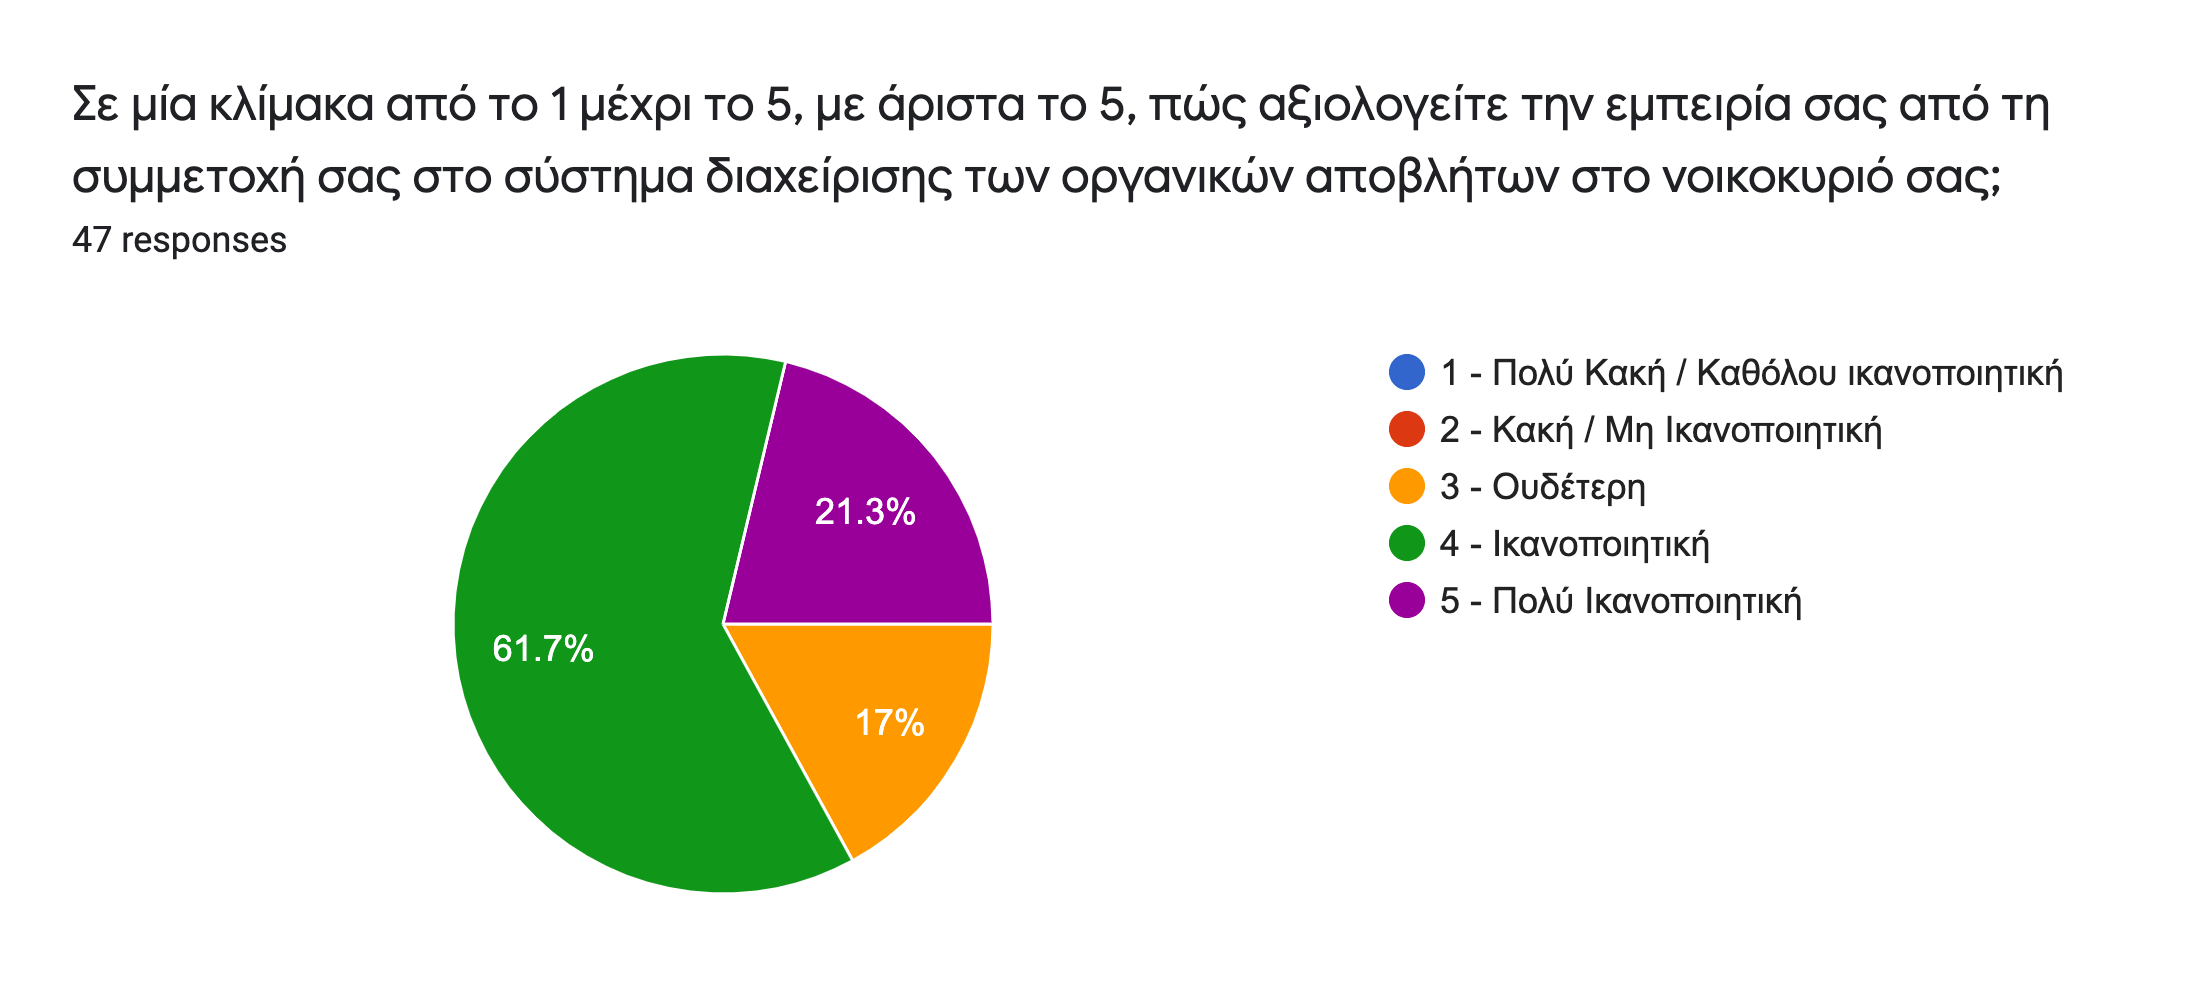 Σε μία κλίμακα από το 1 μέχρι το 5, με άριστα το 5, πώς αξιολογείτε την εμπειρία σας από τη
συμμετοχή σας στο σύστημα διαχείρισης των οργανικών αποβλήτων στο νοικοκυριό σας;
47 responses
1 - Πολύ Κακή / Καθόλου ικανοποιητική
2 - Κακή / Μη Ικανοποιητική
3 - Ουδέτερη
4 - Ικανοποιητική
5 - Πολύ Ικανοποιητική
21.3%
61.7%
17%